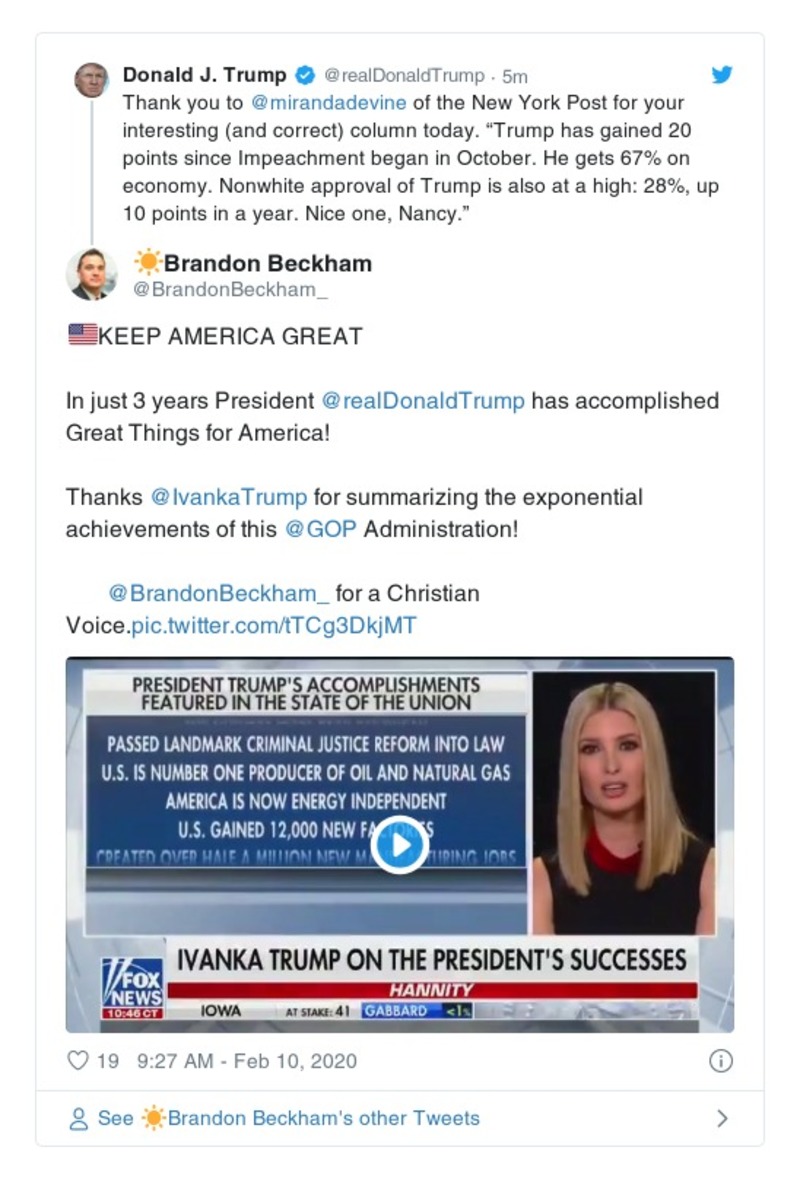 Donald J. Trump @realDonaldTrump · 5m
Thank you to @mirandadevine of the New York Post for your
interesting (and correct) column today. “Trump has gained 20
points since Impeachment began in October. He gets 67% on
economy. Nonwhite approval of Trump is also at a high: 28%, up
10 points in a year. Nice one, Nancy.”
☀️Brandon Beckham
@BrandonBeckham_
🇺🇸KEEP AMERICA GREAT
In just 3 years President @realDonaldTrump has accomplished
Great Things for America!
Thanks @IvankaTrump for summarizing the exponential
achievements of this @GOP Administration!
@BrandonBeckham_ for a Christian
Voice.pic.twitter.com/tTCg3DkjMT
PRESIDENT TRUMP'S ACCOMPLISHMENTS
FEATURED IN THE STATE OF THE UNION
PASSED LANDMARK CRIMINAL JUSTICE REFORM INTO LAW
U.S. IS NUMBER ONE PRODUCER OF OIL AND NATURAL GAS
AMERICA IS NOW ENERGY INDEPENDENT
U.S. GAINED 12,000 NEW FACTORIES
CREATED OVER HALF A MILLION NEW MANUFACTURING JOBS
IVANKA TRUMP ON THE PRESIDENT'S SUCCESSES
HANNITY
FOX
NEWS
10:46 CT
IOWA AT STAKE: 41 GABBARD <1%
19 9:27 AM - Feb 10, 2020
See ☀️Brandon Beckham's other Tweets